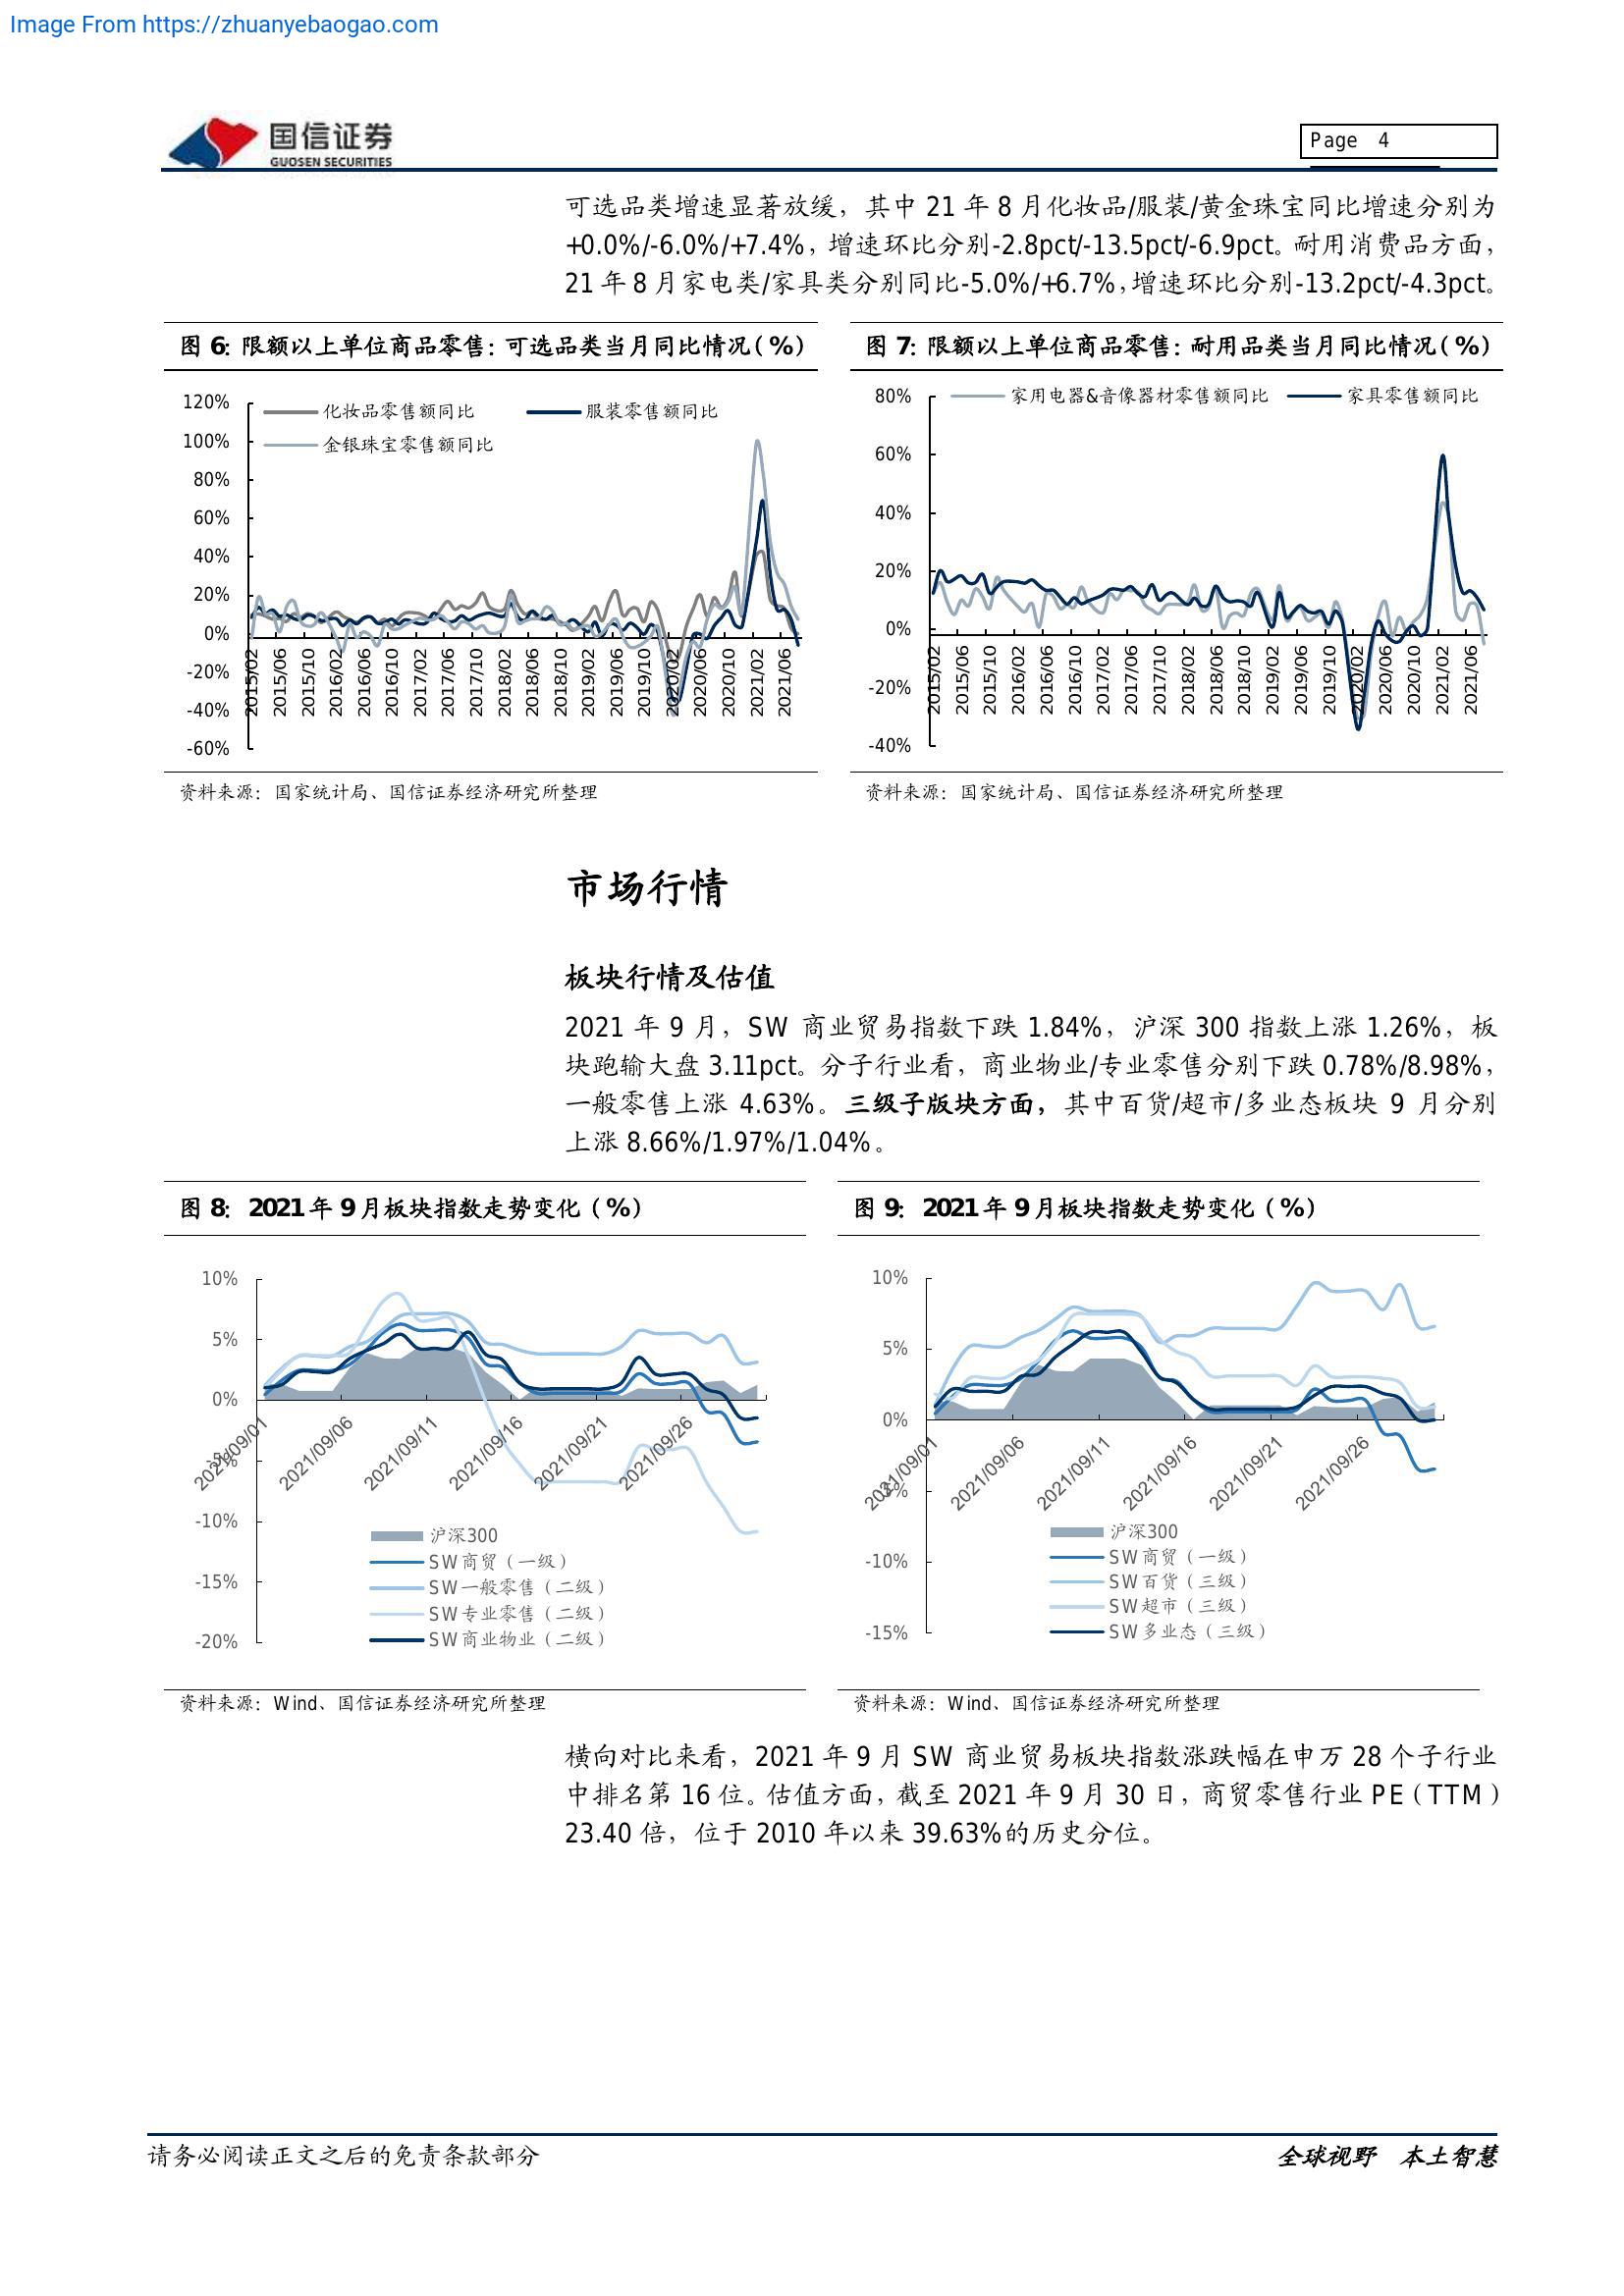 Image From https://zhuanyebaogao.com
国信证券
GUOSEN SECURITIES
Page 4
可选品类增速显著放缓，其中 21 年 8 月化妆品/服装/黄金珠宝同比增速分别为
+0.0%/-6.0%/+7.4%，增速环比分别-2.8pct/-13.5pct/-6.9pct。耐用消费品方面，
21 年 8 月家电类/家具类分别同比-5.0%/+6.7%，增速环比分别-13.2pct/-4.3pct。
图 6：限额以上单位商品零售：可选品类当月同比情况（%）
120%
100%
80%
60%
40%
20%
0%
-20%
-40%
-60%
化妆品零售额同比
服装零售额同比
金银珠宝零售额同比
2015/02
2015/06
2015/10
2016/02
2016/06
2016/10
2017/02
2017/06
2017/10
2018/02
2018/06
2018/10
2019/02
2019/06
2019/10
2020/02
2020/06
2020/10
2021/02
2021/06
资料来源：国家统计局、国信证券经济研究所整理
图 7：限额以上单位商品零售：耐用品类当月同比情况（%）
80%
60%
40%
20%
0%
-20%
-40%
家用电器&音像器材零售额同比
家具零售额同比
2015/02
2015/06
2015/10
2016/02
2016/06
2016/10
2017/02
2017/06
2017/10
2018/02
2018/06
2018/10
2019/02
2019/06
2019/10
2020/02
2020/06
2020/10
2021/02
2021/06
资料来源：国家统计局、国信证券经济研究所整理
市场行情
板块行情及估值
2021 年 9 月，SW 商业贸易指数下跌 1.84%，沪深 300 指数上涨 1.26%，板
块跑输大盘 3.11pct。分子行业看，商业物业/专业零售分别下跌 0.78%/8.98%，
一般零售上涨 4.63%。三级子版块方面，其中百货/超市/多业态板块 9 月分别
上涨 8.66%/1.97%/1.04%。
图 8： 2021 年 9 月板块指数走势变化（%）
10%
5%
0%
-5%
-10%
-15%
-20%
2021/09/01
2021/09/06
2021/09/11
2021/09/16
2021/09/21
2021/09/26
沪深300
SW商贸（一级）
SW一般零售（二级）
SW专业零售（二级）
SW商业物业（二级）
资料来源：Wind、国信证券经济研究所整理
图 9： 2021 年 9 月板块指数走势变化（%）
10%
5%
0%
-5%
-10%
-15%
2021/09/01
2021/09/06
2021/09/11
2021/09/16
2021/09/21
2021/09/26
沪深300
SW商贸（一级）
SW百货（三级）
SW超市（三级）
SW多业态（三级）
资料来源：Wind、国信证券经济研究所整理
横向对比来看，2021 年 9 月 SW 商业贸易板块指数涨跌幅在申万 28 个子行业
中排名第 16 位。估值方面，截至 2021 年 9 月 30 日，商贸零售行业 PE（TTM）
23.40 倍，位于 2010 年以来 39.63%的历史分位。
请务必阅读正文之后的免责条款部分
全球视野 本土智慧